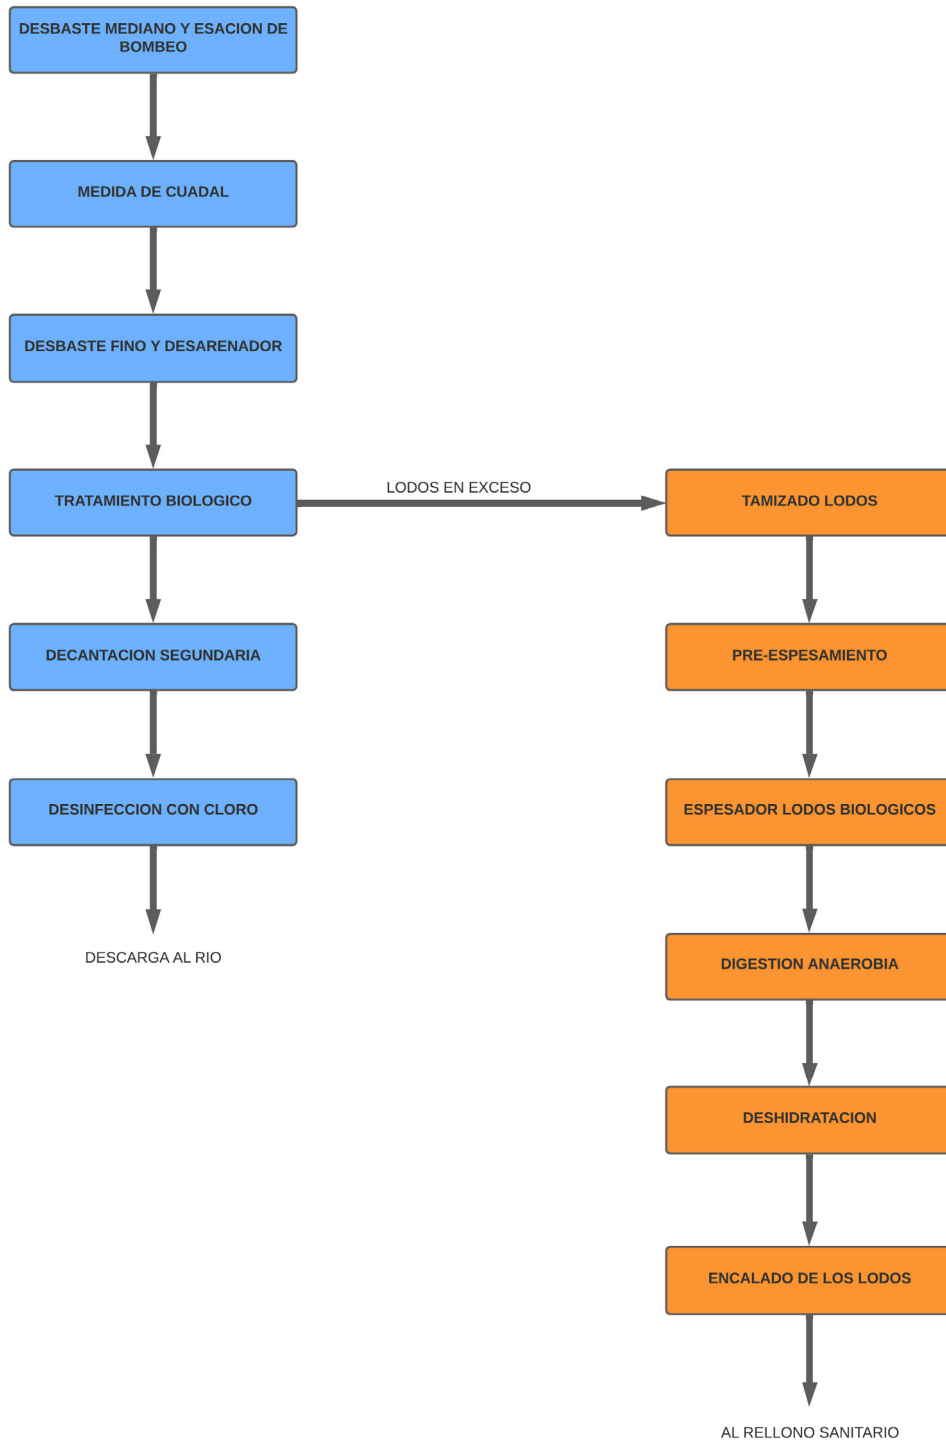 DESBASTE MEDIANO Y ESACION DE
BOMBEO
MEDIDA DE CUADAL
DESBASTE FINO Y DESARENADOR
TRATAMIENTO BIOLOGICO
LODOS EN EXCESO
TAMIZADO LODOS
DECANTACION SEGUNDARIA
PRE-ESPESAMIENTO
DESINFECCION CON CLORO
ESPESADOR LODOS BIOLOGICOS
DESCARGA AL RIO
DIGESTION ANAEROBIA
DESHIDRATACION
ENCALADO DE LOS LODOS
AL RELLONO SANITARIO